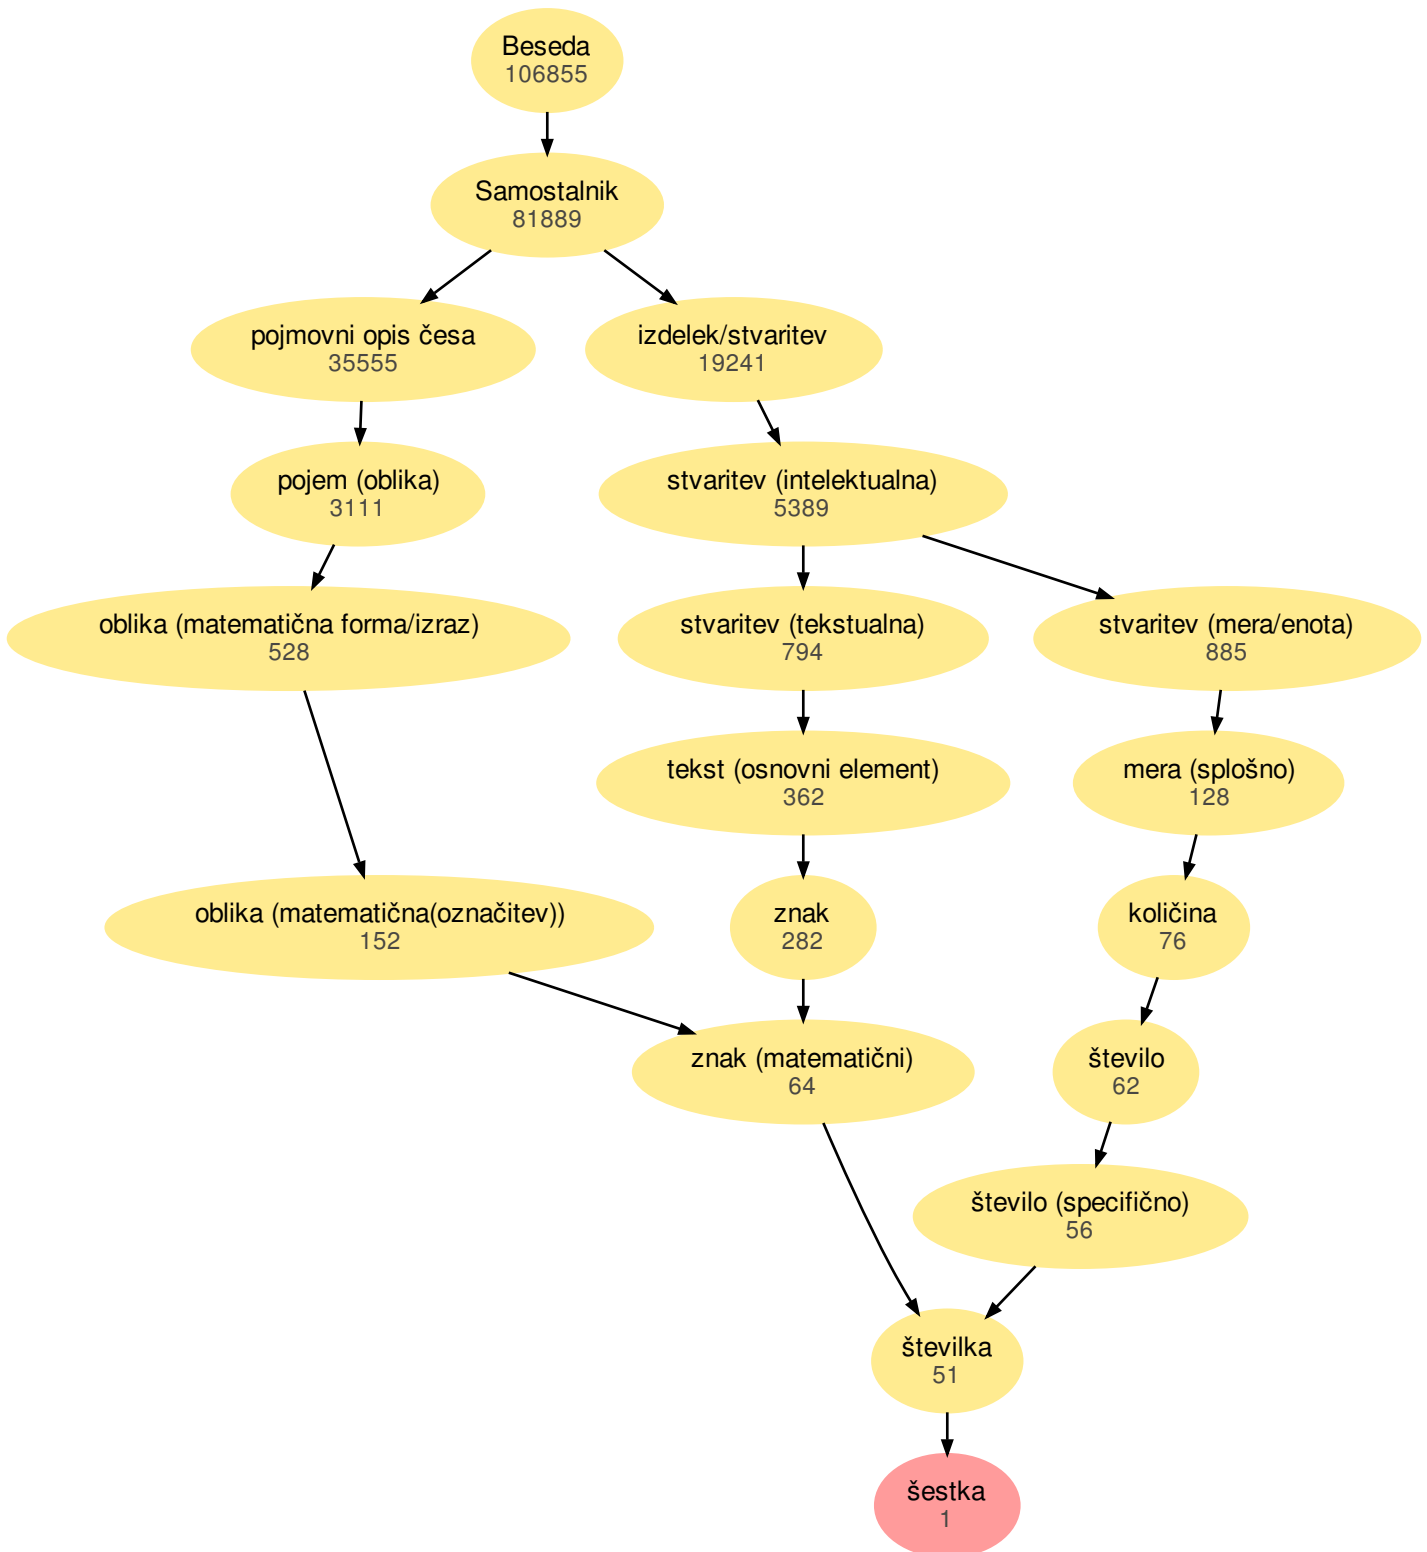 Beseda
106855
Samostalnik
81889
pojmovni opis česa
35555
izdelek/stvaritev
19241
pojem (oblika)
3111
stvaritev (intelektualna)
5389
oblika (matematična forma/izraz)
528
stvaritev (tekstualna)
794
stvaritev (mera/enota)
885
tekst (osnovni element)
362
mera (splošno)
128
oblika (matematična(označitev))
152
znak
282
količina
76
znak (matematični)
64
število
62
število (specifično)
56
številka
51
šestka
1